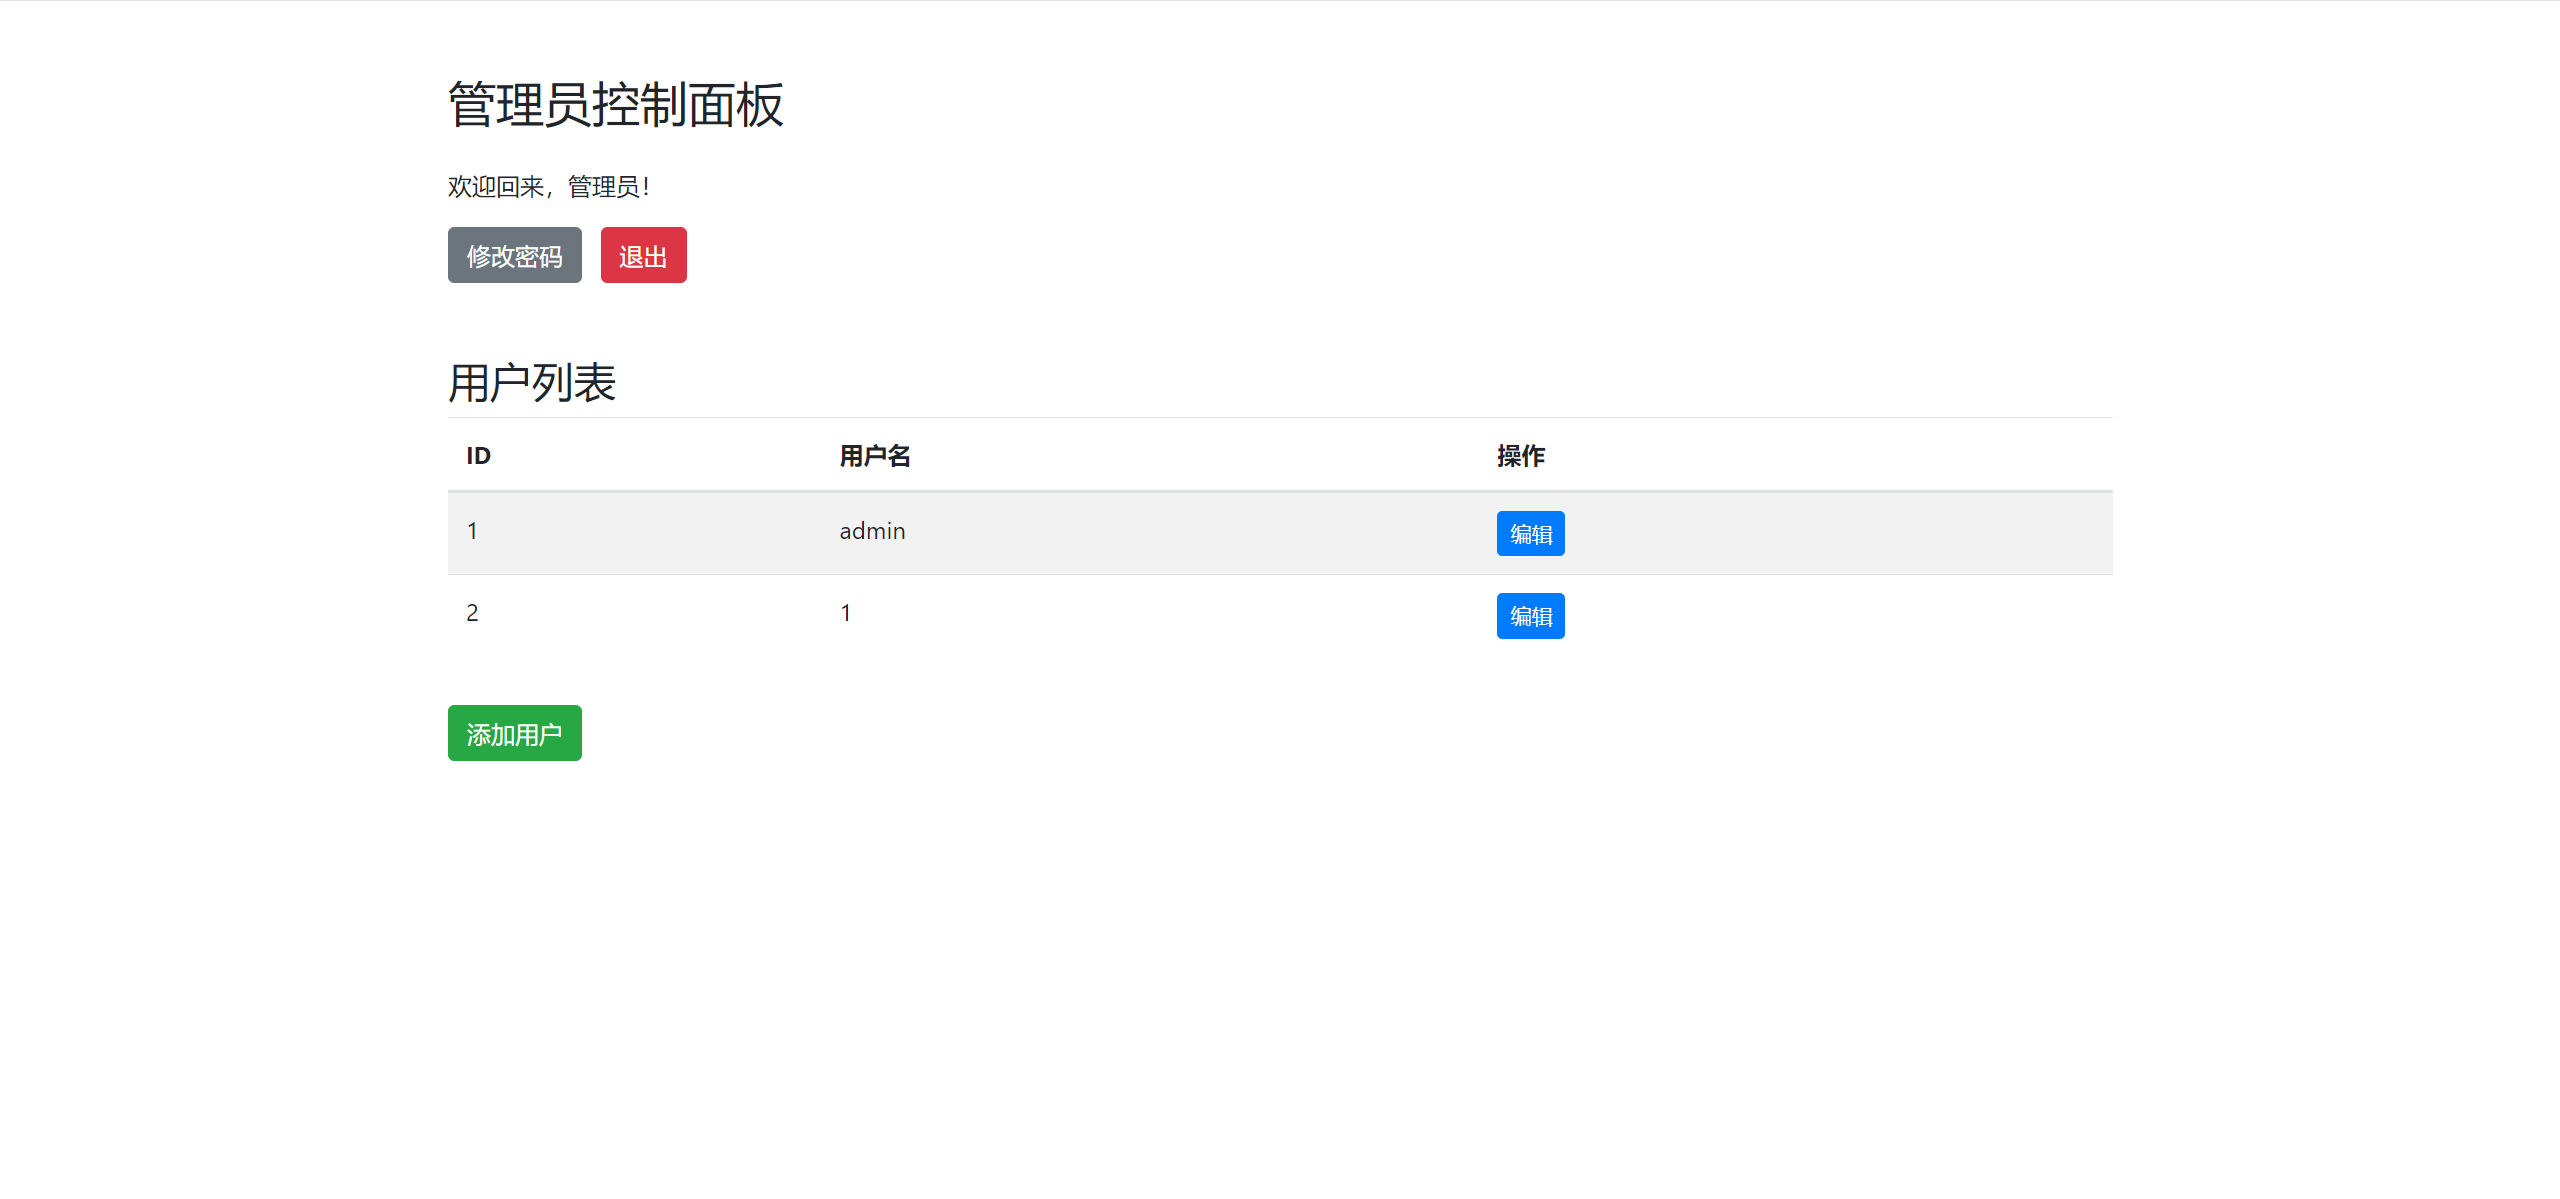 管理员控制面板
欢迎回来，管理员！
修改密码 退出
用户列表
ID 用户名 操作
1 admin 编辑
2 1 编辑
添加用户